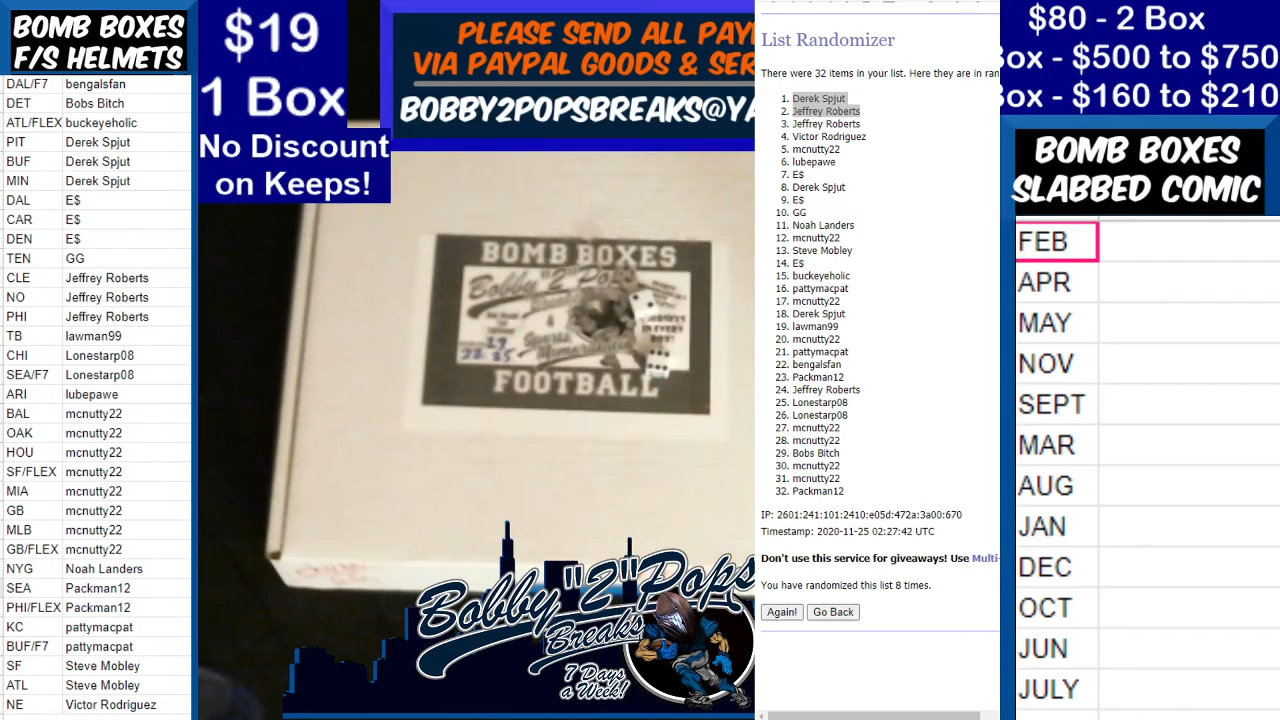 BOMB BOXES
F/S HELMETS
DAL/F7 bengalsfan
DET Bobs Bitch
ATL/FLEX buckeyeholic
PIT Derek Spjut
BUF Derek Spjut
MIN Derek Spjut
DAL E$
CAR E$
DEN E$
TEN GG
CLE Jeffrey Roberts
NO Jeffrey Roberts
PHI Jeffrey Roberts
TB lawman99
CHI Lonestarp08
SEA/F7 Lonestarp08
ARI lubepawe
BAL mcnutty22
OAK mcnutty22
HOU mcnutty22
SF/FLEX mcnutty22
MIA mcnutty22
GB mcnutty22
MLB mcnutty22
GB/FLEX mcnutty22
NYG Noah Landers
SEA Packman12
PHI/FLEX Packman12
KC pattymacpat
BUF/F7 pattymacpat
SF Steve Mobley
ATL Steve Mobley
NE Victor Rodriguez
$19
1 Box
No Discount
on Keeps!
PLEASE SEND ALL PAY
VIA PAYPAL GOODS & SER
BOBBY2POPSBREAKS@YA
BOMB BOXES
Bobby "2" Pops
FOOTBALL
Bobby "2" Pops
Breaks
7 Days
a Week!
List Randomizer
There were 32 items in your list. Here they are in ran
1. Derek Spjut
2. Jeffrey Roberts
3. Jeffrey Roberts
4. Victor Rodriguez
5. mcnutty22
6. lubepawe
7. E$
8. Derek Spjut
9. E$
10. GG
11. Noah Landers
12. mcnutty22
13. Steve Mobley
14. E$
15. buckeyeholic
16. pattymacpat
17. mcnutty22
18. Derek Spjut
19. lawman99
20. mcnutty22
21. pattymacpat
22. bengalsfan
23. Packman12
24. Jeffrey Roberts
25. Lonestarp08
26. Lonestarp08
27. mcnutty22
28. mcnutty22
29. Bobs Bitch
30. mcnutty22
31. mcnutty22
32. Packman12
IP: 2601:241:101:2410:e05d:472a:3a00:670
Timestamp: 2020-11-25 02:27:42 UTC
Don't use this service for giveaways! Use Multi-
You have randomized this list 8 times.
Again! Go Back
$80 - 2 Box
Box - $500 to $750
Box - $160 to $210
BOMB BOXES
SLABBED COMIC
FEB
APR
MAY
NOV
SEPT
MAR
AUG
JAN
DEC
OCT
JUN
JULY